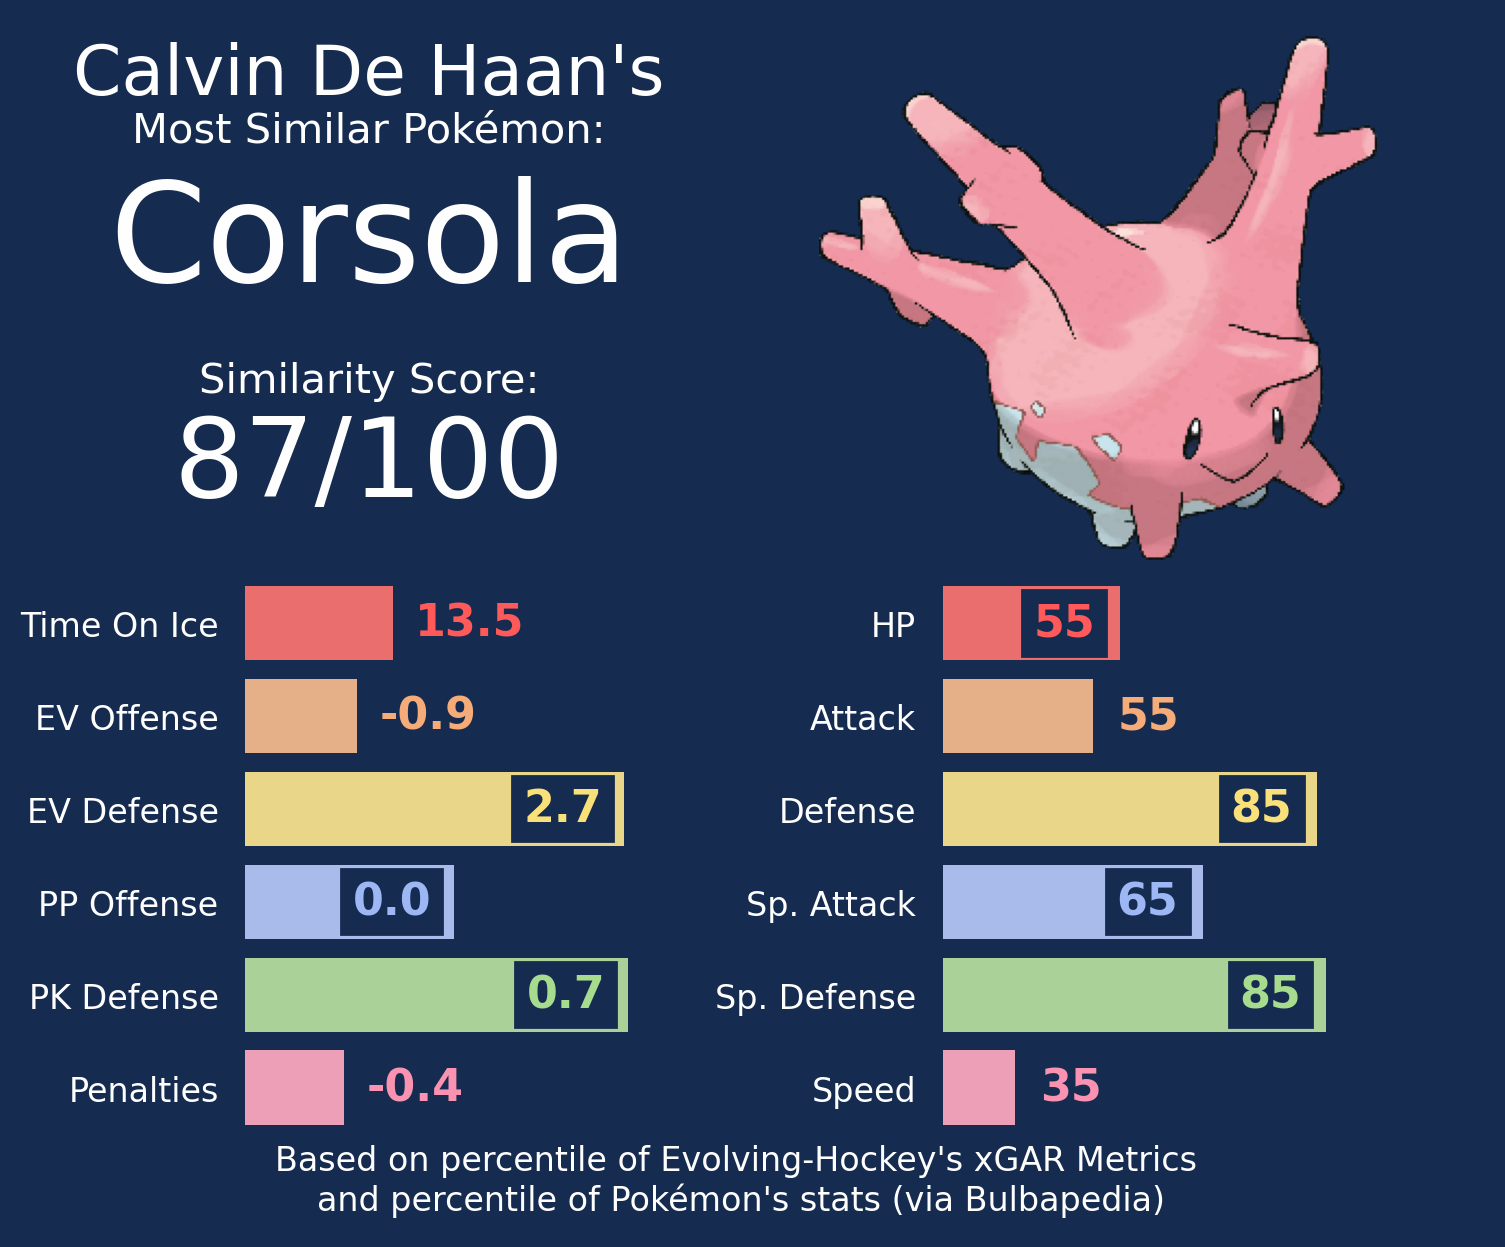 Calvin De Haan's
Most Similar Pokémon:
Corsola
Similarity Score:
87/100
Time On Ice 13.5
EV Offense -0.9
EV Defense 2.7
PP Offense 0.0
PK Defense 0.7
Penalties -0.4
HP 55
Attack 55
Defense 85
Sp. Attack 65
Sp. Defense 85
Speed 35
Based on percentile of Evolving-Hockey's xGAR Metrics
and percentile of Pokémon's stats (via Bulbapedia)